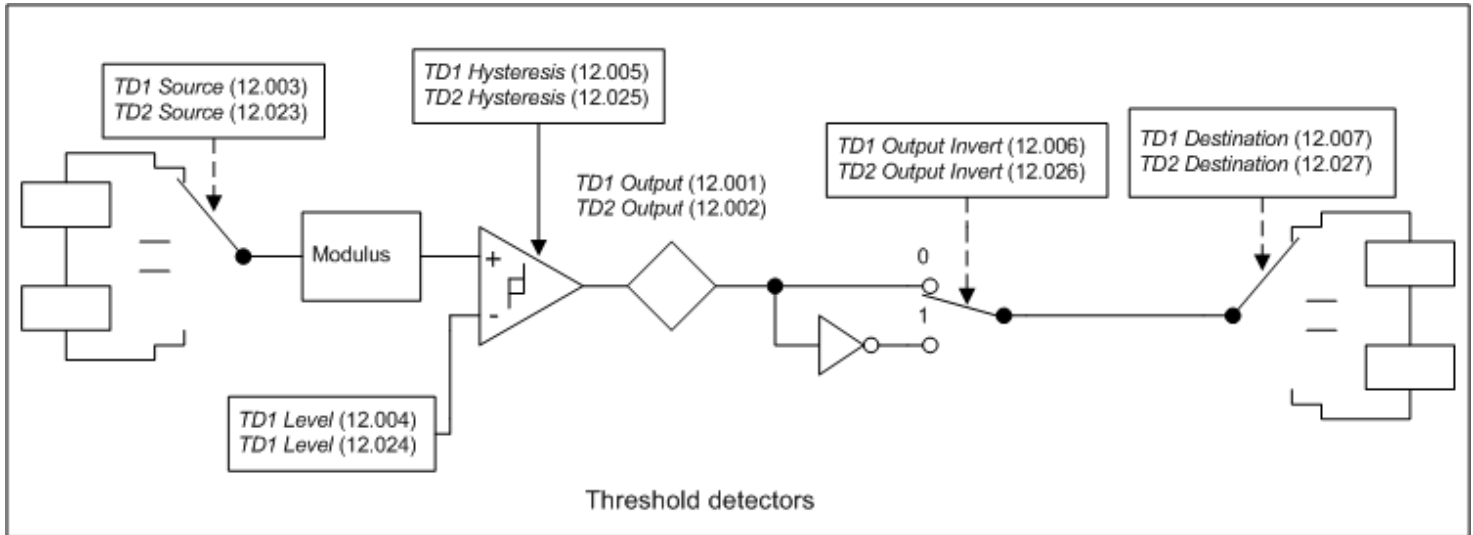 TD1 Source (12.003)
TD2 Source (12.023)
TD1 Hysteresis (12.005)
TD2 Hysteresis (12.025)
TD1 Output (12.001)
TD2 Output (12.002)
TD1 Output Invert (12.006)
TD2 Output Invert (12.026)
TD1 Destination (12.007)
TD2 Destination (12.027)
Modulus
+
-
0
1
TD1 Level (12.004)
TD1 Level (12.024)
Threshold detectors